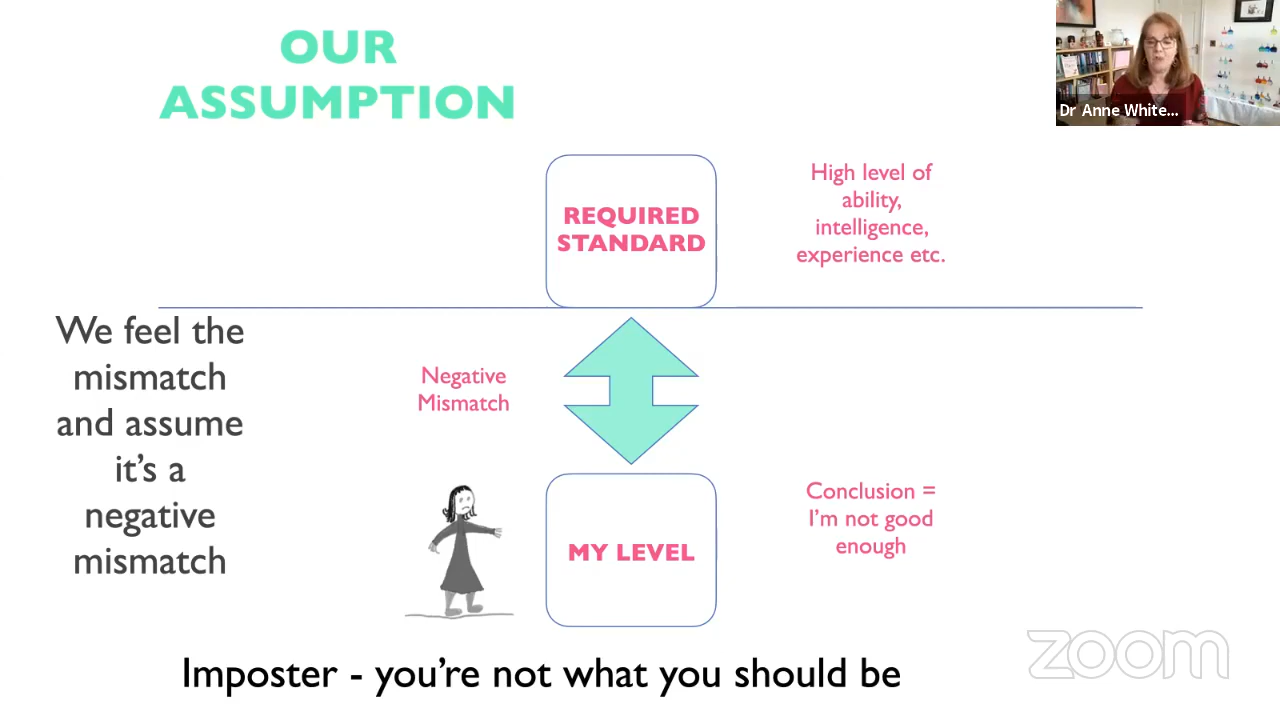 OUR
ASSUMPTION
Dr Anne White...
REQUIRED
STANDARD
High level of
ability,
intelligence,
experience etc.
We feel the
mismatch
and assume
it’s a
negative
mismatch
Negative
Mismatch
MY LEVEL
Conclusion =
I’m not good
enough
Imposter - you’re not what you should be
zoom